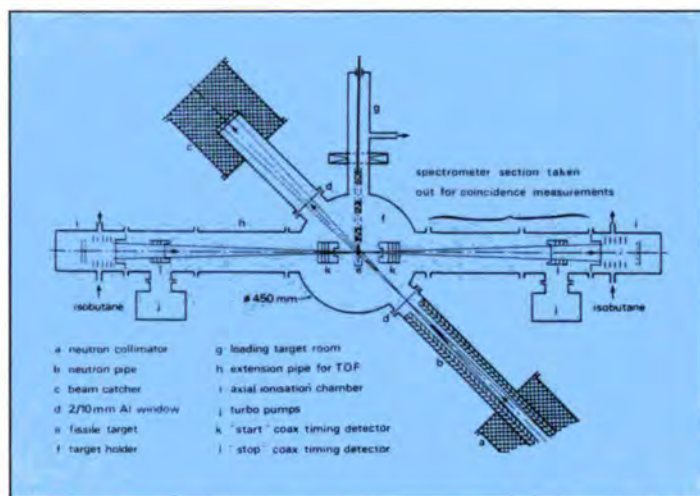 g
c
spectrometer section taken
out for coincidence measurements
d
h
f
i
i
k
e
k
l
l
isobutane
j
ø 450 mm
d
j
isobutane
b
a
a neutron collimator
b neutron pipe
c beam catcher
d 2/10 mm Al window
e fissile target
f target holder
g loading target room
h extension pipe for TOF
i axial ionisation chamber
j turbo pumps
k "start" coax timing detector
l "stop" coax timing detector